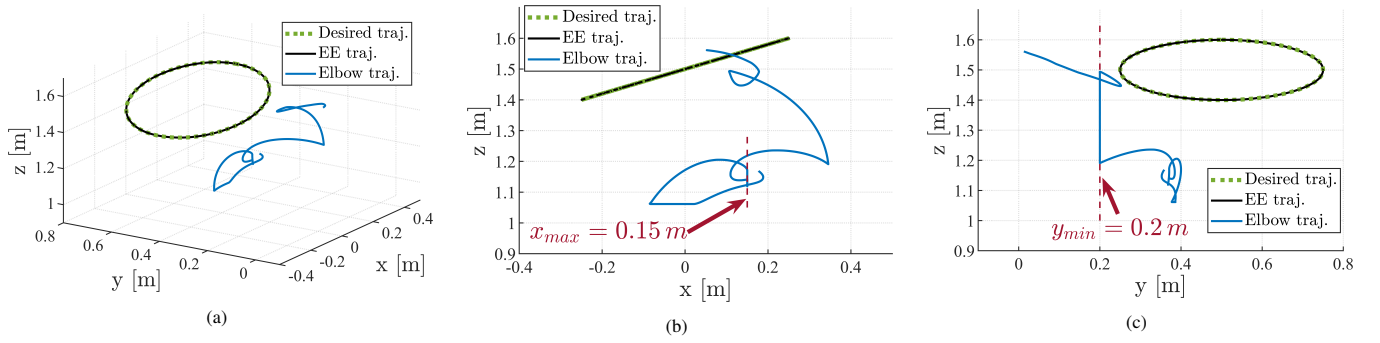 Desired traj.
EE traj.
Elbow traj.
1.6
1.4
1.2
1
z [m]
0.8
0.6
0.4
0.2
0
y [m]
-0.4
-0.2
0
0.2
0.4
x [m]
(a)
Desired traj.
EE traj.
Elbow traj.
1.6
1.5
1.4
1.3
1.2
1.1
1
0.9
z [m]
x_max = 0.15 m
-0.4
-0.2
0
0.2
0.4
x [m]
(b)
1.6
1.5
1.4
1.3
1.2
1.1
1
0.9
z [m]
Desired traj.
EE traj.
Elbow traj.
y_min = 0.2 m
0
0.2
0.4
0.6
0.8
y [m]
(c)